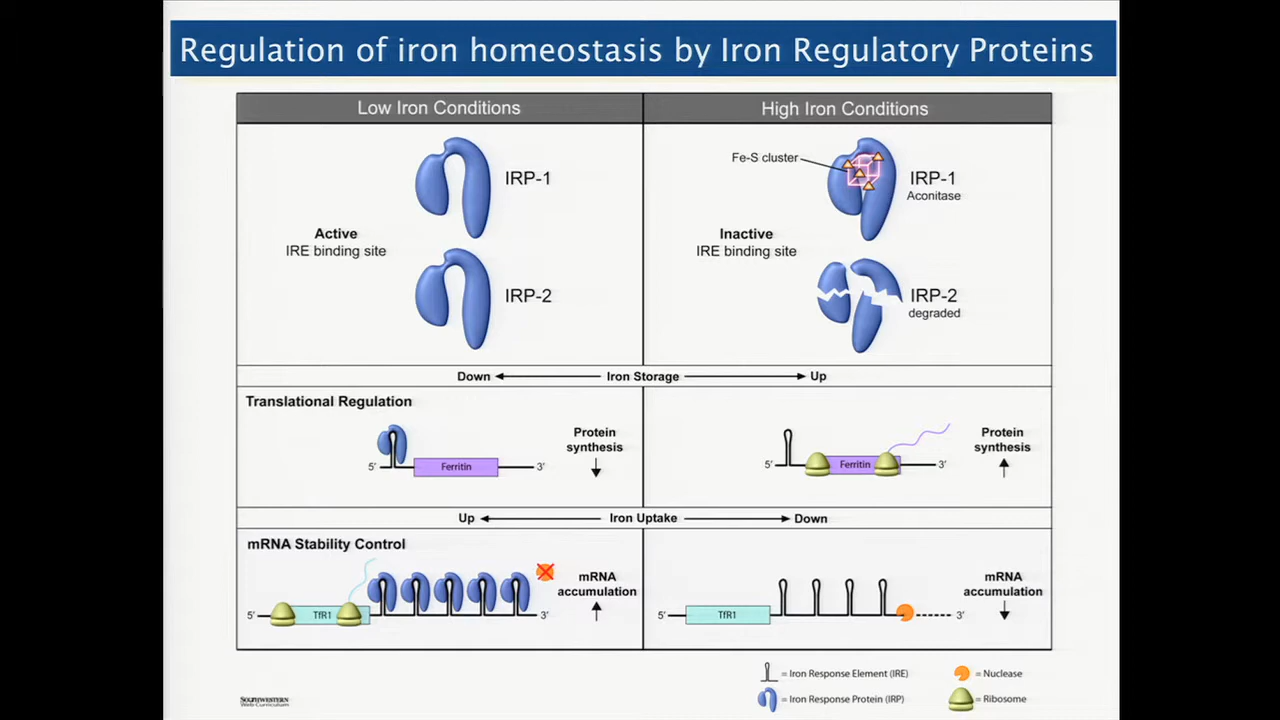 Regulation of iron homeostasis by Iron Regulatory Proteins
Low Iron Conditions
High Iron Conditions
Fe-S cluster
IRP-1
IRP-1
Aconitase
Active
IRE binding site
Inactive
IRE binding site
IRP-2
IRP-2
degraded
Down
Iron Storage
Up
Translational Regulation
Protein
synthesis
Protein
synthesis
5' Ferritin 3'
5' Ferritin 3'
Up
Iron Uptake
Down
mRNA Stability Control
mRNA
accumulation
mRNA
accumulation
5' TfR1 3'
5' TfR1 3'
= Iron Response Element (IRE)
= Nuclease
= Iron Response Protein (IRP)
= Ribosome
SOUTHWESTERN
Web Curriculum